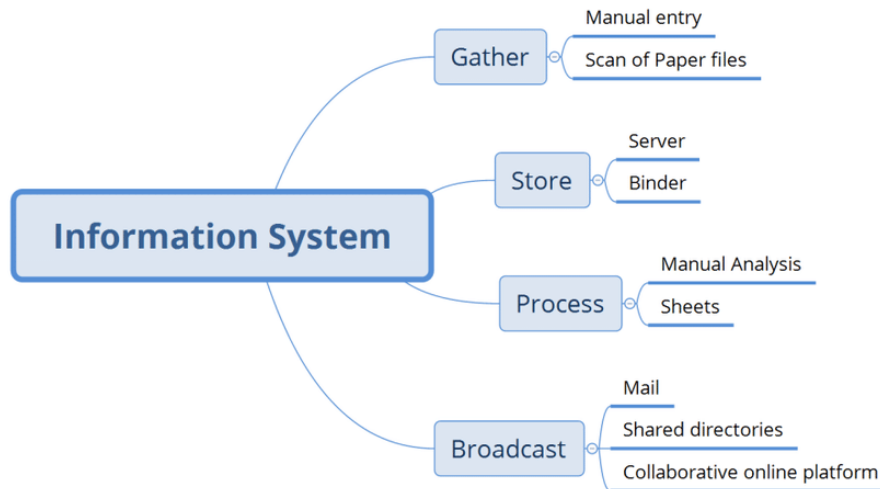 Information System
Gather
Manual entry
Scan of Paper files
Store
Server
Binder
Process
Manual Analysis
Sheets
Broadcast
Mail
Shared directories
Collaborative online platform